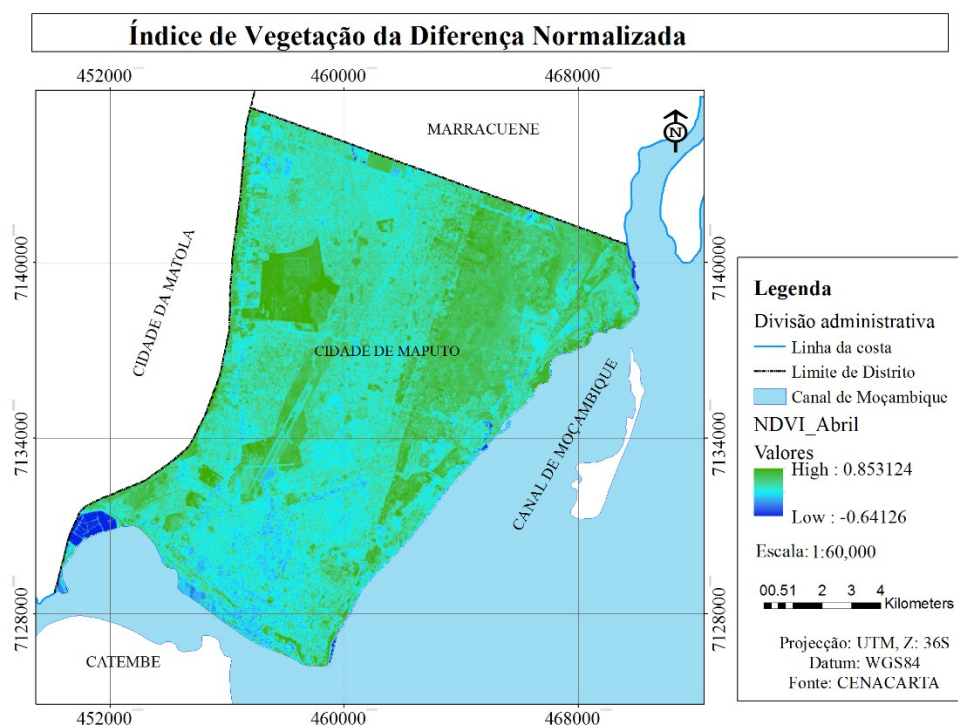 Índice de Vegetação da Diferença Normalizada
452000 460000 468000
MARRACUENE
N
CIDADE DA MATOLA
7140000 7140000
CIDADE DE MAPUTO
CANAL DE MOÇAMBIQUE
7134000 7134000
7128000 7128000
CATEMBE
452000 460000 468000
Legenda
Divisão administrativa
Linha da costa
Limite de Distrito
Canal de Moçambique
NDVI_Abril
Valores
High : 0.853124
Low : -0.64126
Escala: 1:60,000
00.51 2 3 4 Kilometers
Projecção: UTM, Z: 36S
Datum: WGS84
Fonte: CENACARTA